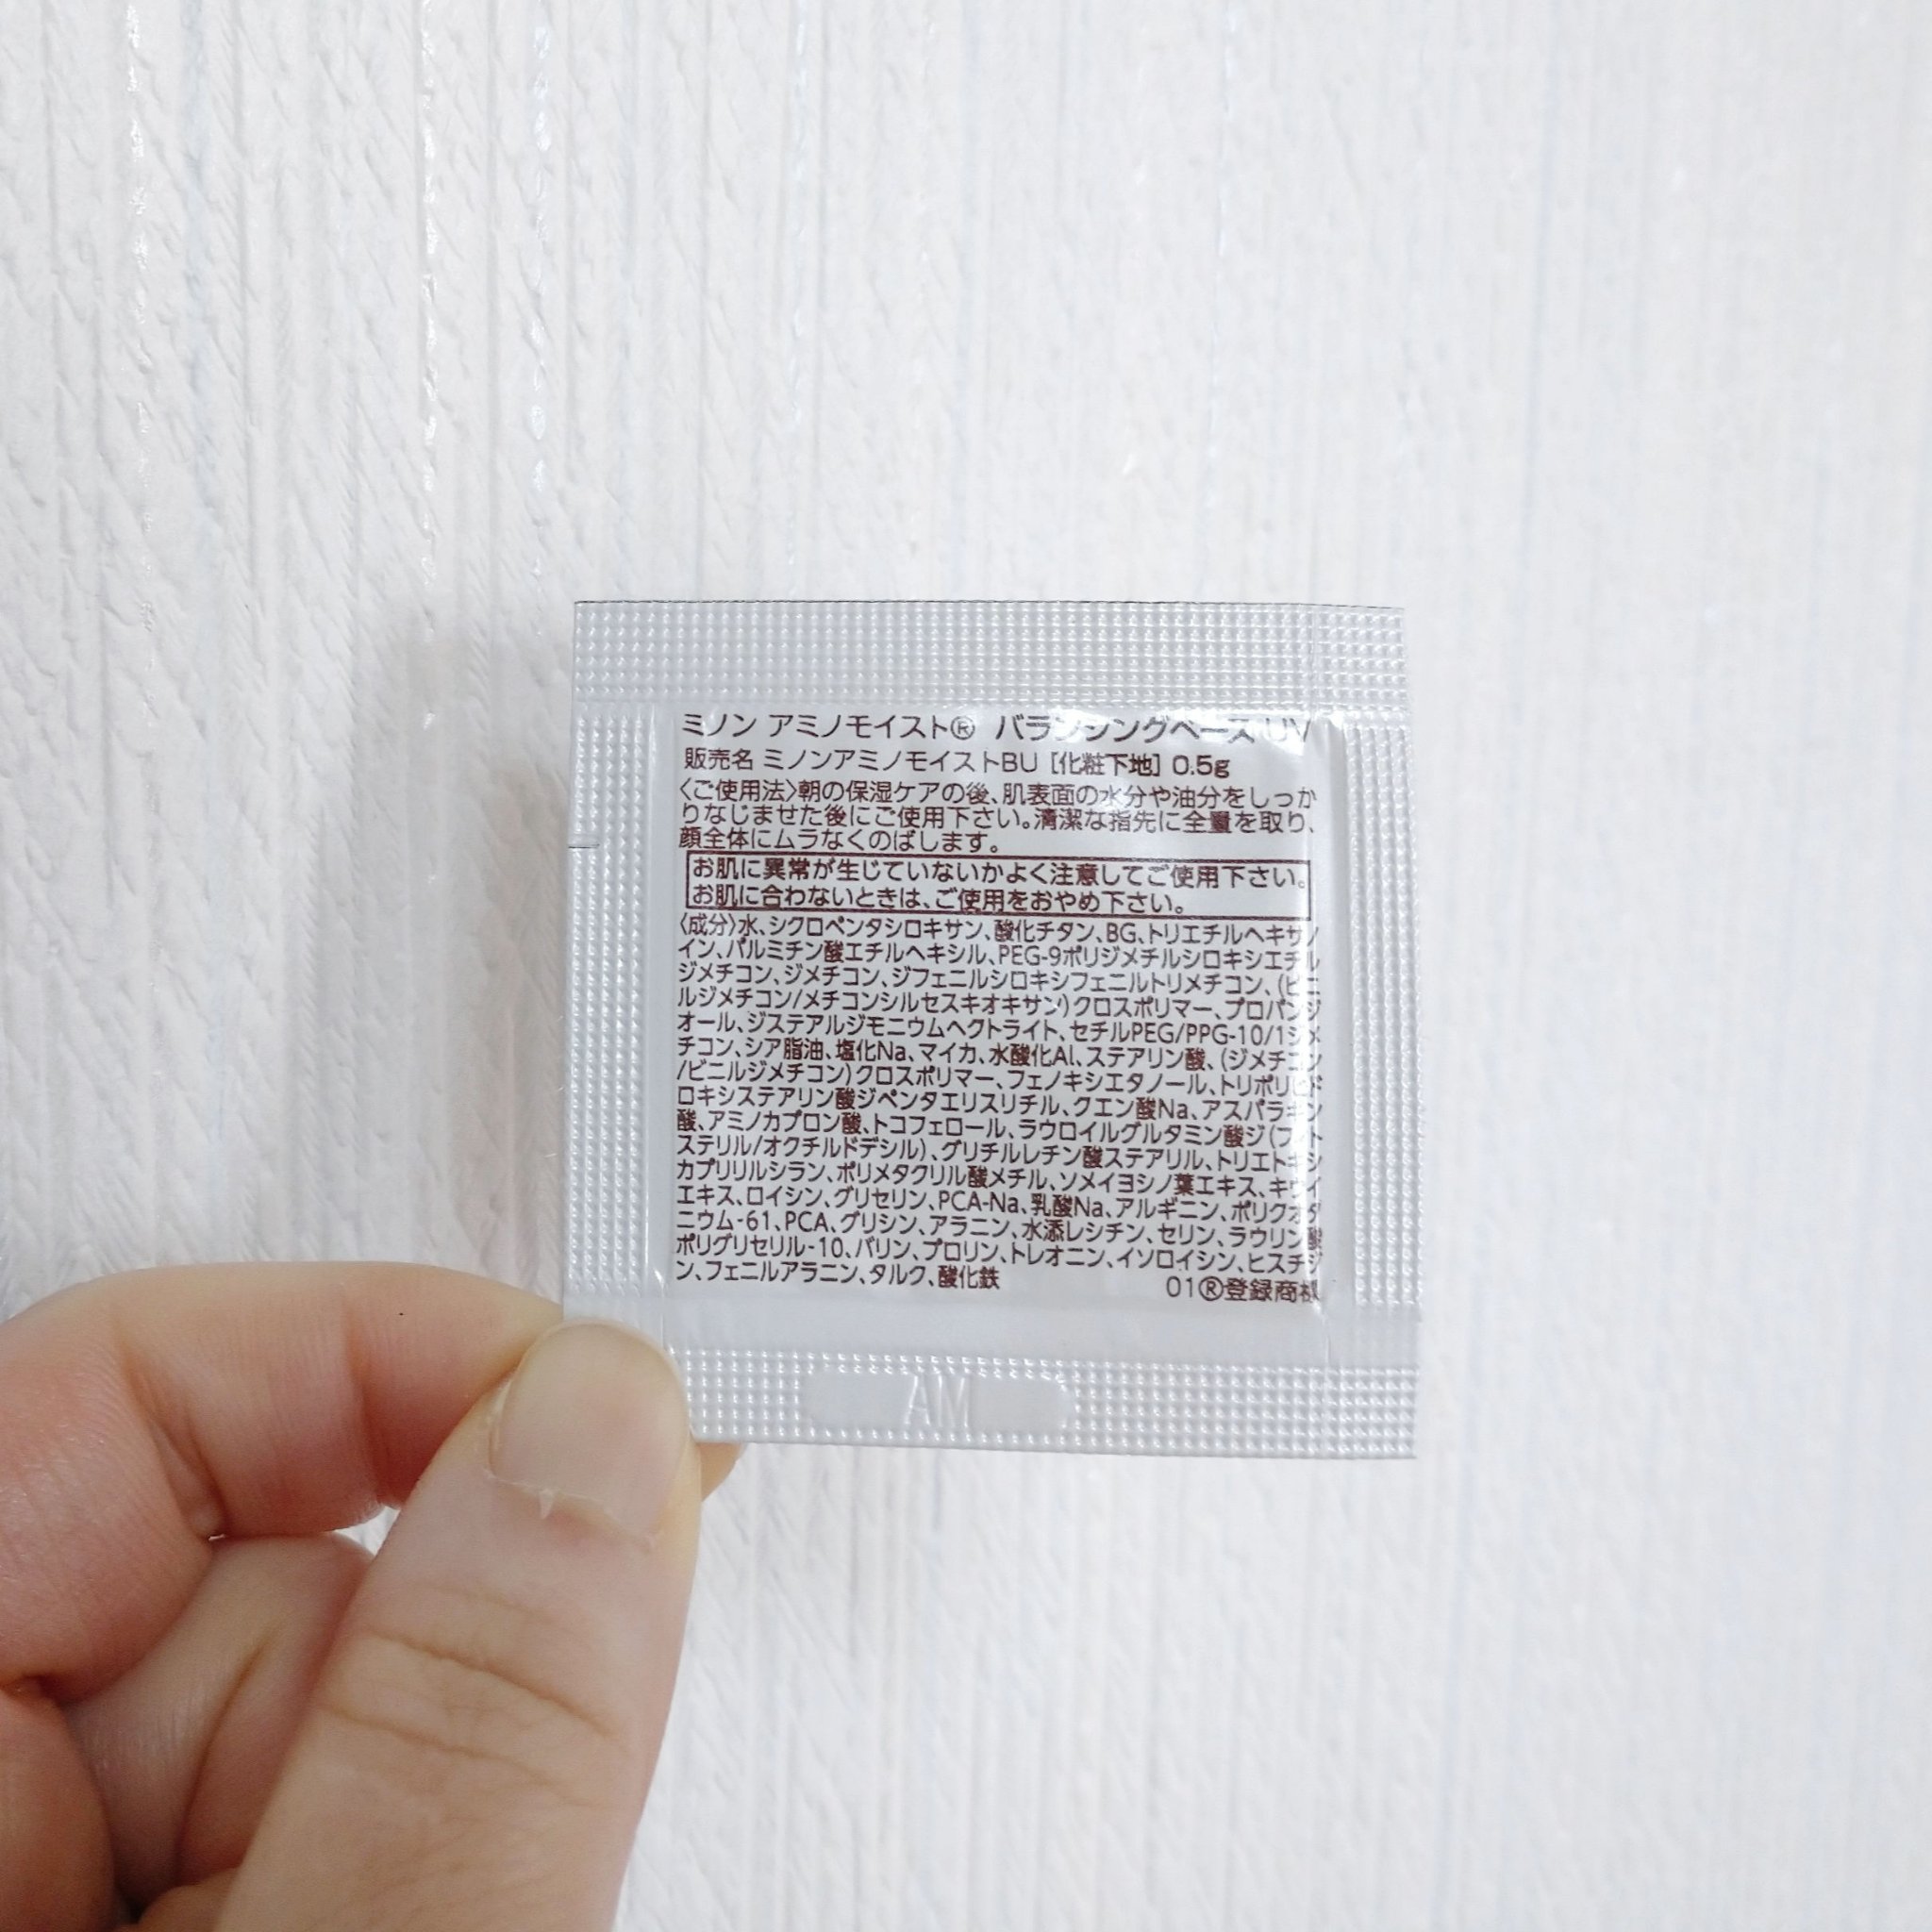 ミノン アミノモイスト® バランシングベース UV
販売名 ミノンアミノモイストBU [化粧下地] 0.5g
〈ご使用法〉朝の保湿ケアの後、肌表面の水分や油分をしっか
りなじませた後にご使用下さい。清潔な指先に全量を取り、
顔全体にムラなくのばします。
お肌に異常が生じていないかよく注意してご使用下さい。
お肌に合わないときは、ご使用をおやめ下さい。
〈成分〉水、シクロペンタシロキサン、酸化チタン、BG、トリエチルヘキサノ
イン、パルミチン酸エチルヘキシル、PEG-9ポリジメチルシロキシエチル
ジメチコン、ジメチコン、ジフェニルシロキシフェニルトリメチコン、(ビニ
ルジメチコン/メチコンシルセスキオキサン)クロスポリマー、プロパンジ
オール、ジステアルジモニウムヘクトライト、セチルPEG/PPG-10/1ジメ
チコン、シア脂油、塩化Na、マイカ、水酸化Al、ステアリン酸、(ジメチコン
/ビニルジメチコン)クロスポリマー、フェノキシエタノール、トリポリヒド
ロキシステアリン酸ジペンタエリスリチル、クエン酸Na、アスパラギン
酸、アミノカプロン酸、トコフェロール、ラウロイルグルタミン酸ジ(フィト
ステリル/オクチルドデシル)、グリチルレチン酸ステアリル、トリエトキシ
カプリリルシラン、ポリメタクリル酸メチル、ソメイヨシノ葉エキス、キウイ
エキス、ロイシン、グリセリン、PCA-Na、乳酸Na、アルギニン、ポリクオタ
ニウム-61、PCA、グリシン、アラニン、水添レシチン、セリン、ラウリン酸
ポリグリセリル-10、バリン、プロリン、トレオニン、イソロイシン、ヒスチジ
ン、フェニルアラニン、タルク、酸化鉄 01®登録商標
AM